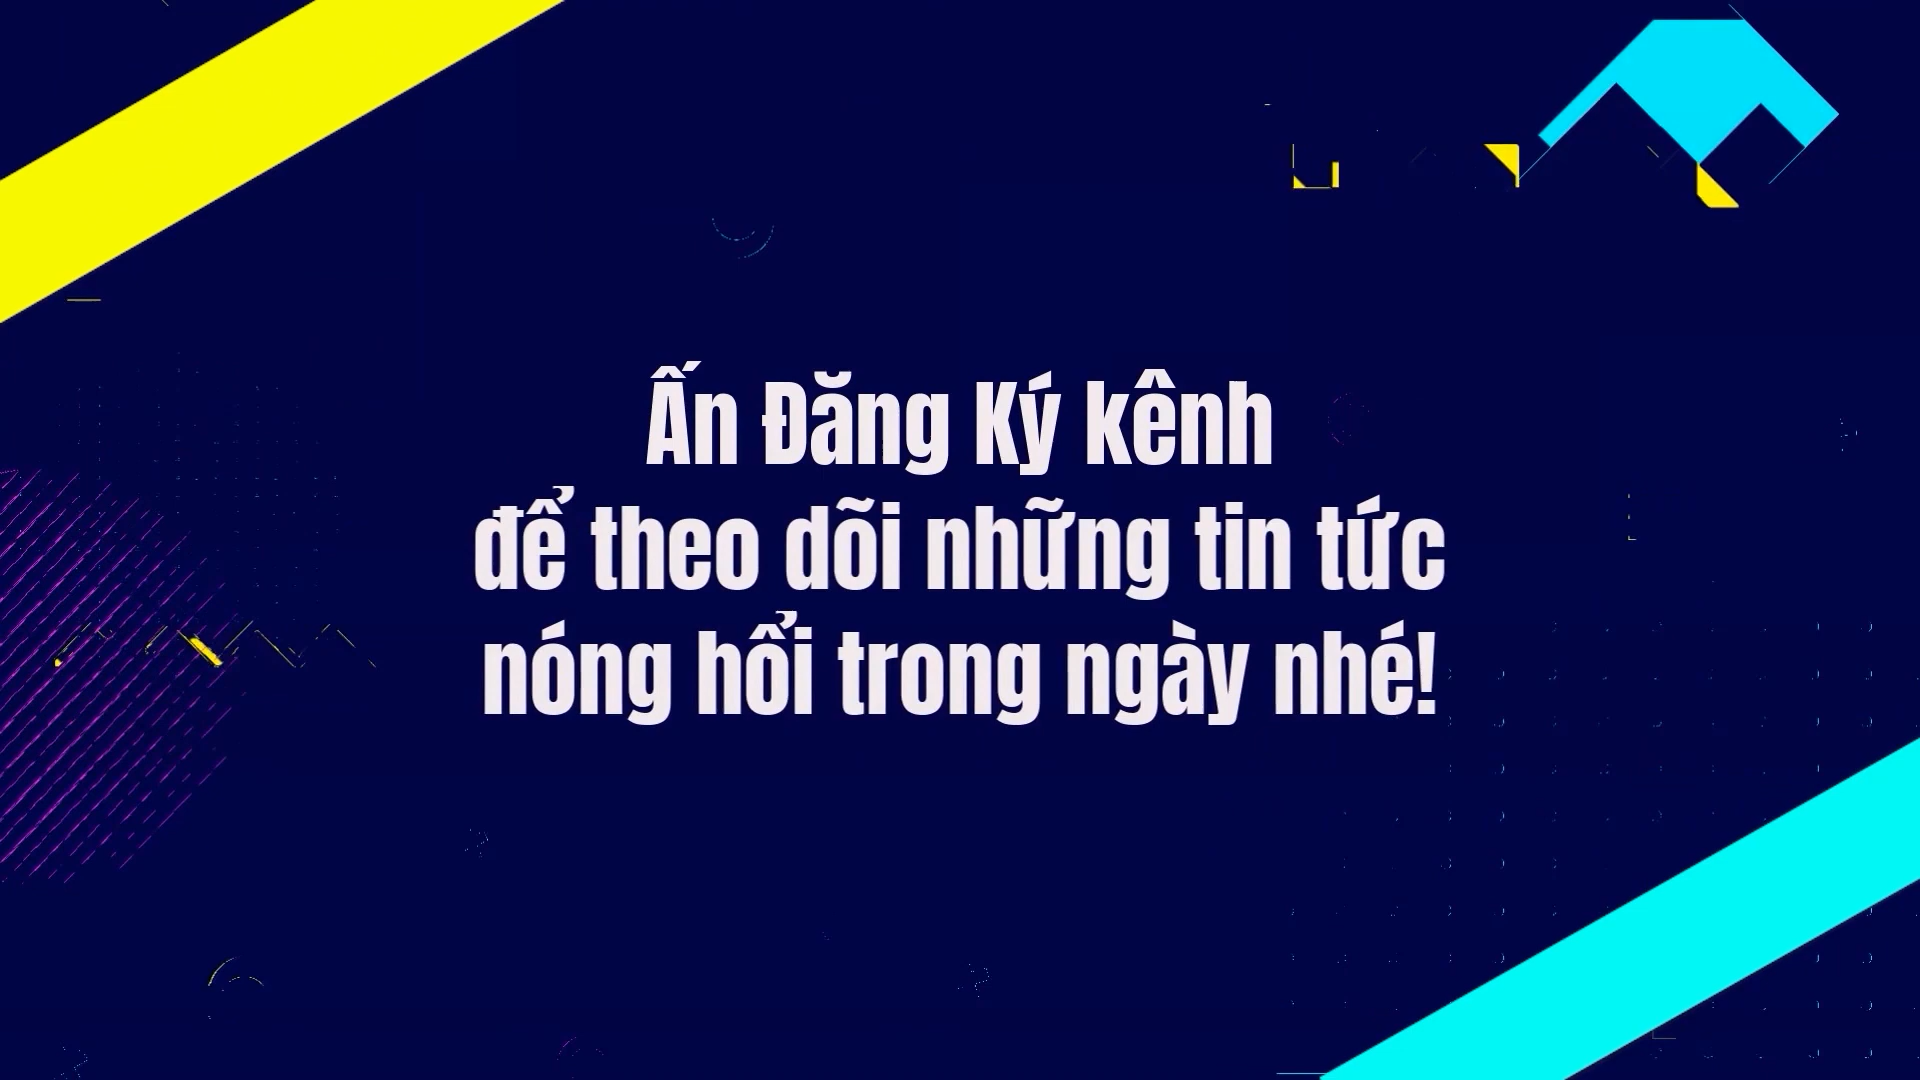 Ấn Đăng Ký kênh
để theo dõi những tin tức
nóng hổi trong ngày nhé!